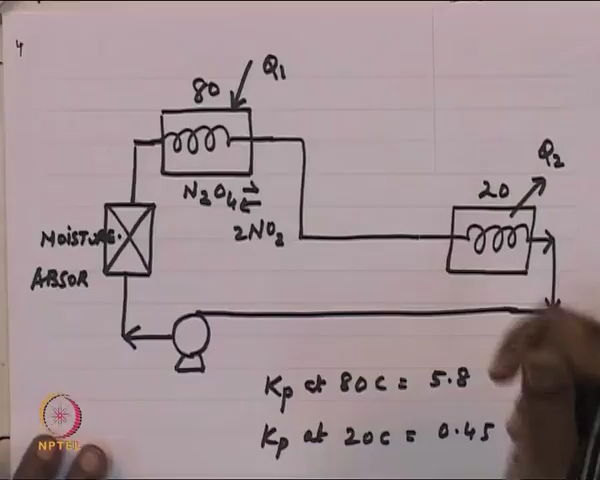 4
80
Q1
N2O4 ⇌
2NO2
20
Q2
MOISTURE
ABSOR
Kp at 80C = 5.8
Kp at 20C = 0.45
NPTEL